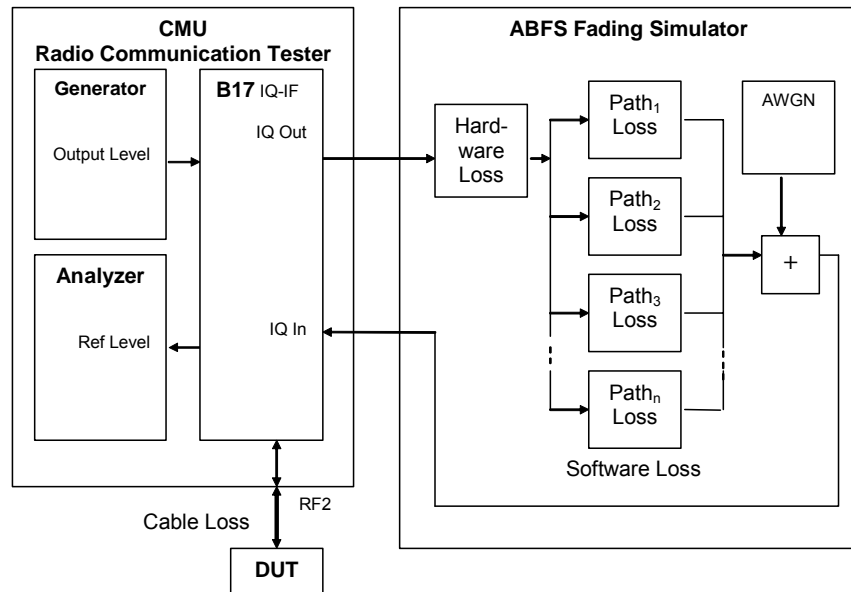 CMU
Radio Communication Tester
Generator
Output Level
B17 IQ-IF
IQ Out
Analyzer
Ref Level
IQ In
RF2
Cable Loss
DUT
ABFS Fading Simulator
Hard-
ware
Loss
Path1
Loss
Path2
Loss
Path3
Loss
Pathn
Loss
Software Loss
AWGN
+